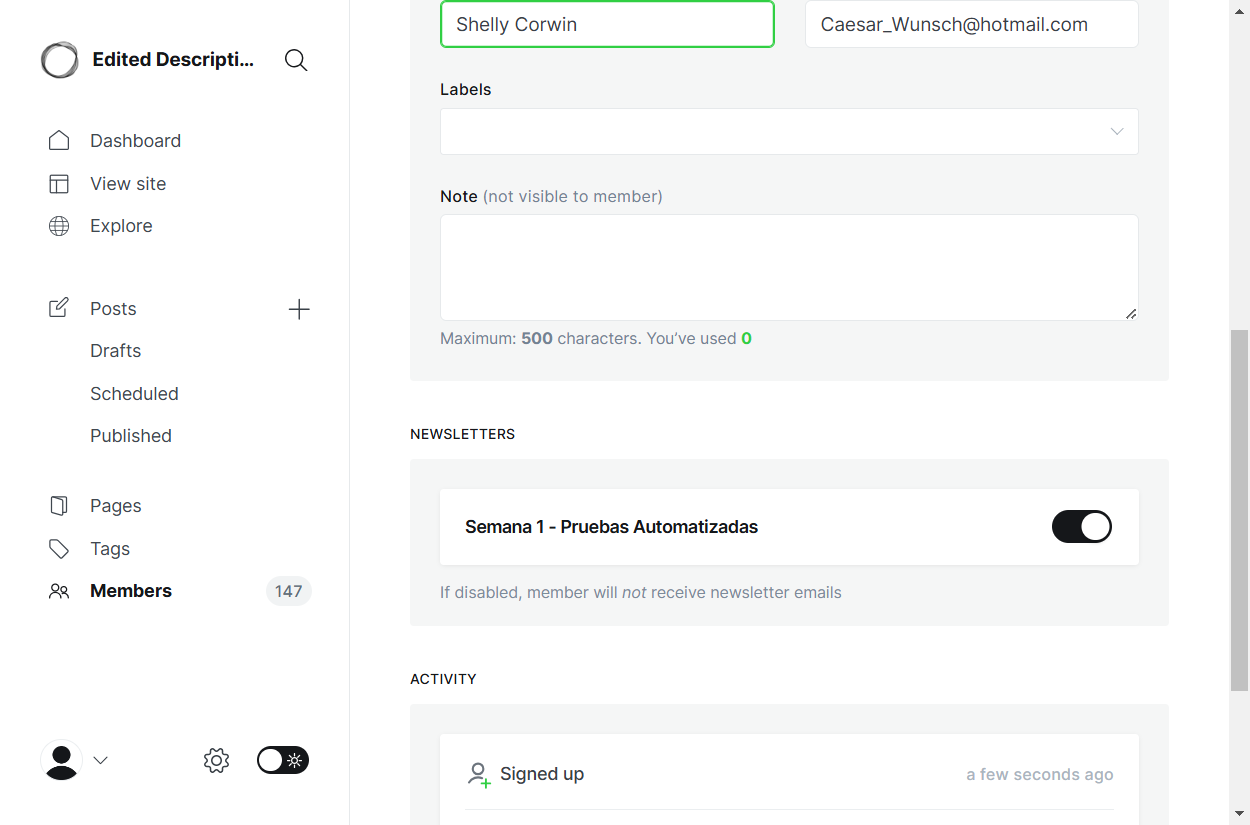 Edited Descripti...
Dashboard
View site
Explore
Posts
Drafts
Scheduled
Published
Pages
Tags
Members 147
Shelly Corwin Caesar_Wunsch@hotmail.com
Labels
Note (not visible to member)
Maximum: 500 characters. You’ve used 0
NEWSLETTERS
Semana 1 - Pruebas Automatizadas
If disabled, member will not receive newsletter emails
ACTIVITY
Signed up a few seconds ago